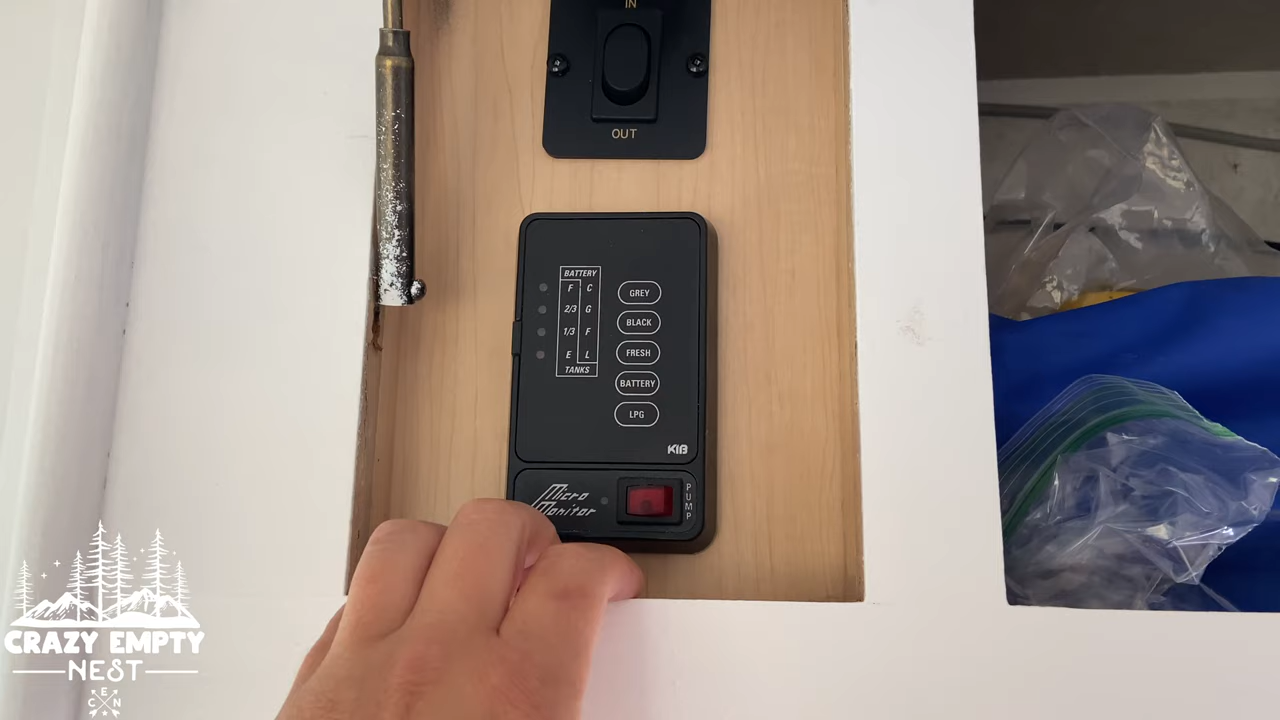 IN
OUT
BATTERY
F C
2/3 G
1/3 F
E L
TANKS
GREY
BLACK
FRESH
BATTERY
LPG
KIB
Micro
Monitor
PUMP
CRAZY EMPTY
NEST
E
C N